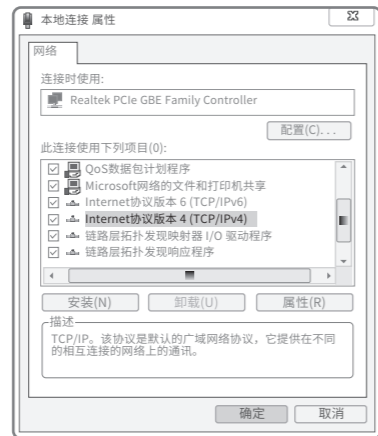 本地连接 属性
网络
连接时使用:
Realtek PCIe GBE Family Controller
配置(C)...
此连接使用下列项目(0):
QoS数据包计划程序
Microsoft网络的文件和打印机共享
Internet协议版本 6 (TCP/IPv6)
Internet协议版本 4 (TCP/IPv4)
链路层拓扑发现映射器 I/O 驱动程序
链路层拓扑发现响应程序
安装(N)
卸载(U)
属性(R)
描述
TCP/IP。该协议是默认的广域网络协议，它提供在不同
的相互连接的网络上的通讯。
确定
取消